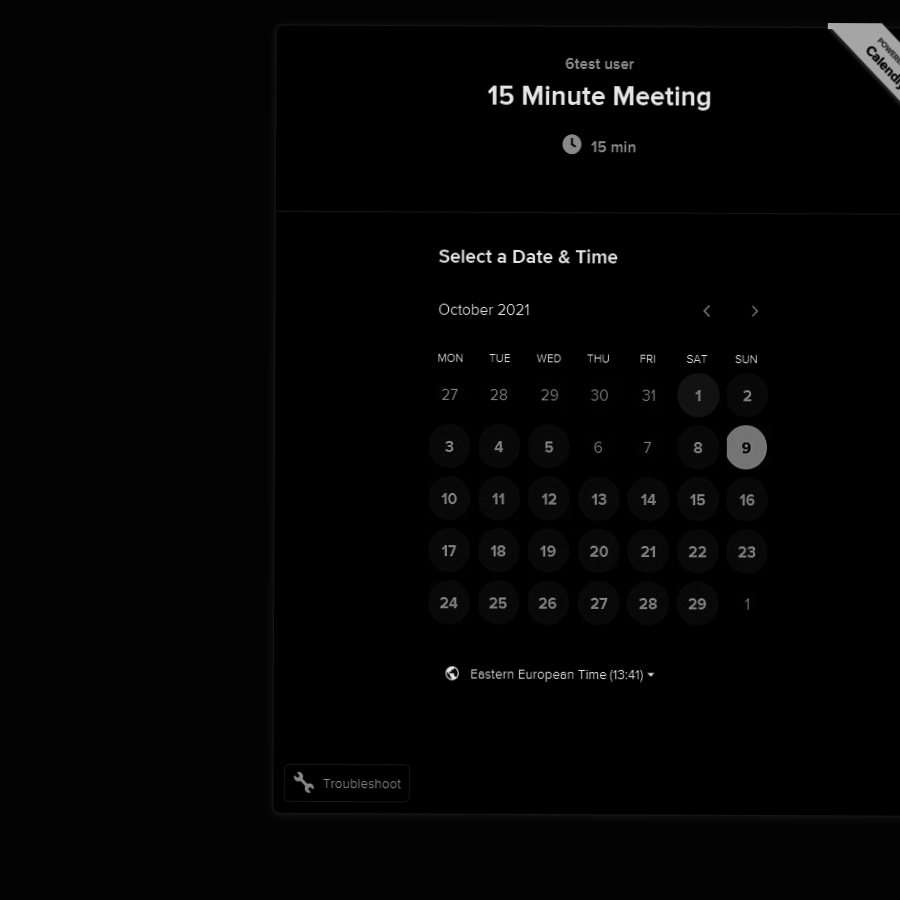 POWERED
Calendly
6test user
15 Minute Meeting
15 min
Select a Date & Time
October 2021
MON TUE WED THU FRI SAT SUN
27 28 29 30 31 1 2
3 4 5 6 7 8 9
10 11 12 13 14 15 16
17 18 19 20 21 22 23
24 25 26 27 28 29 1
Eastern European Time (13:41)
Troubleshoot